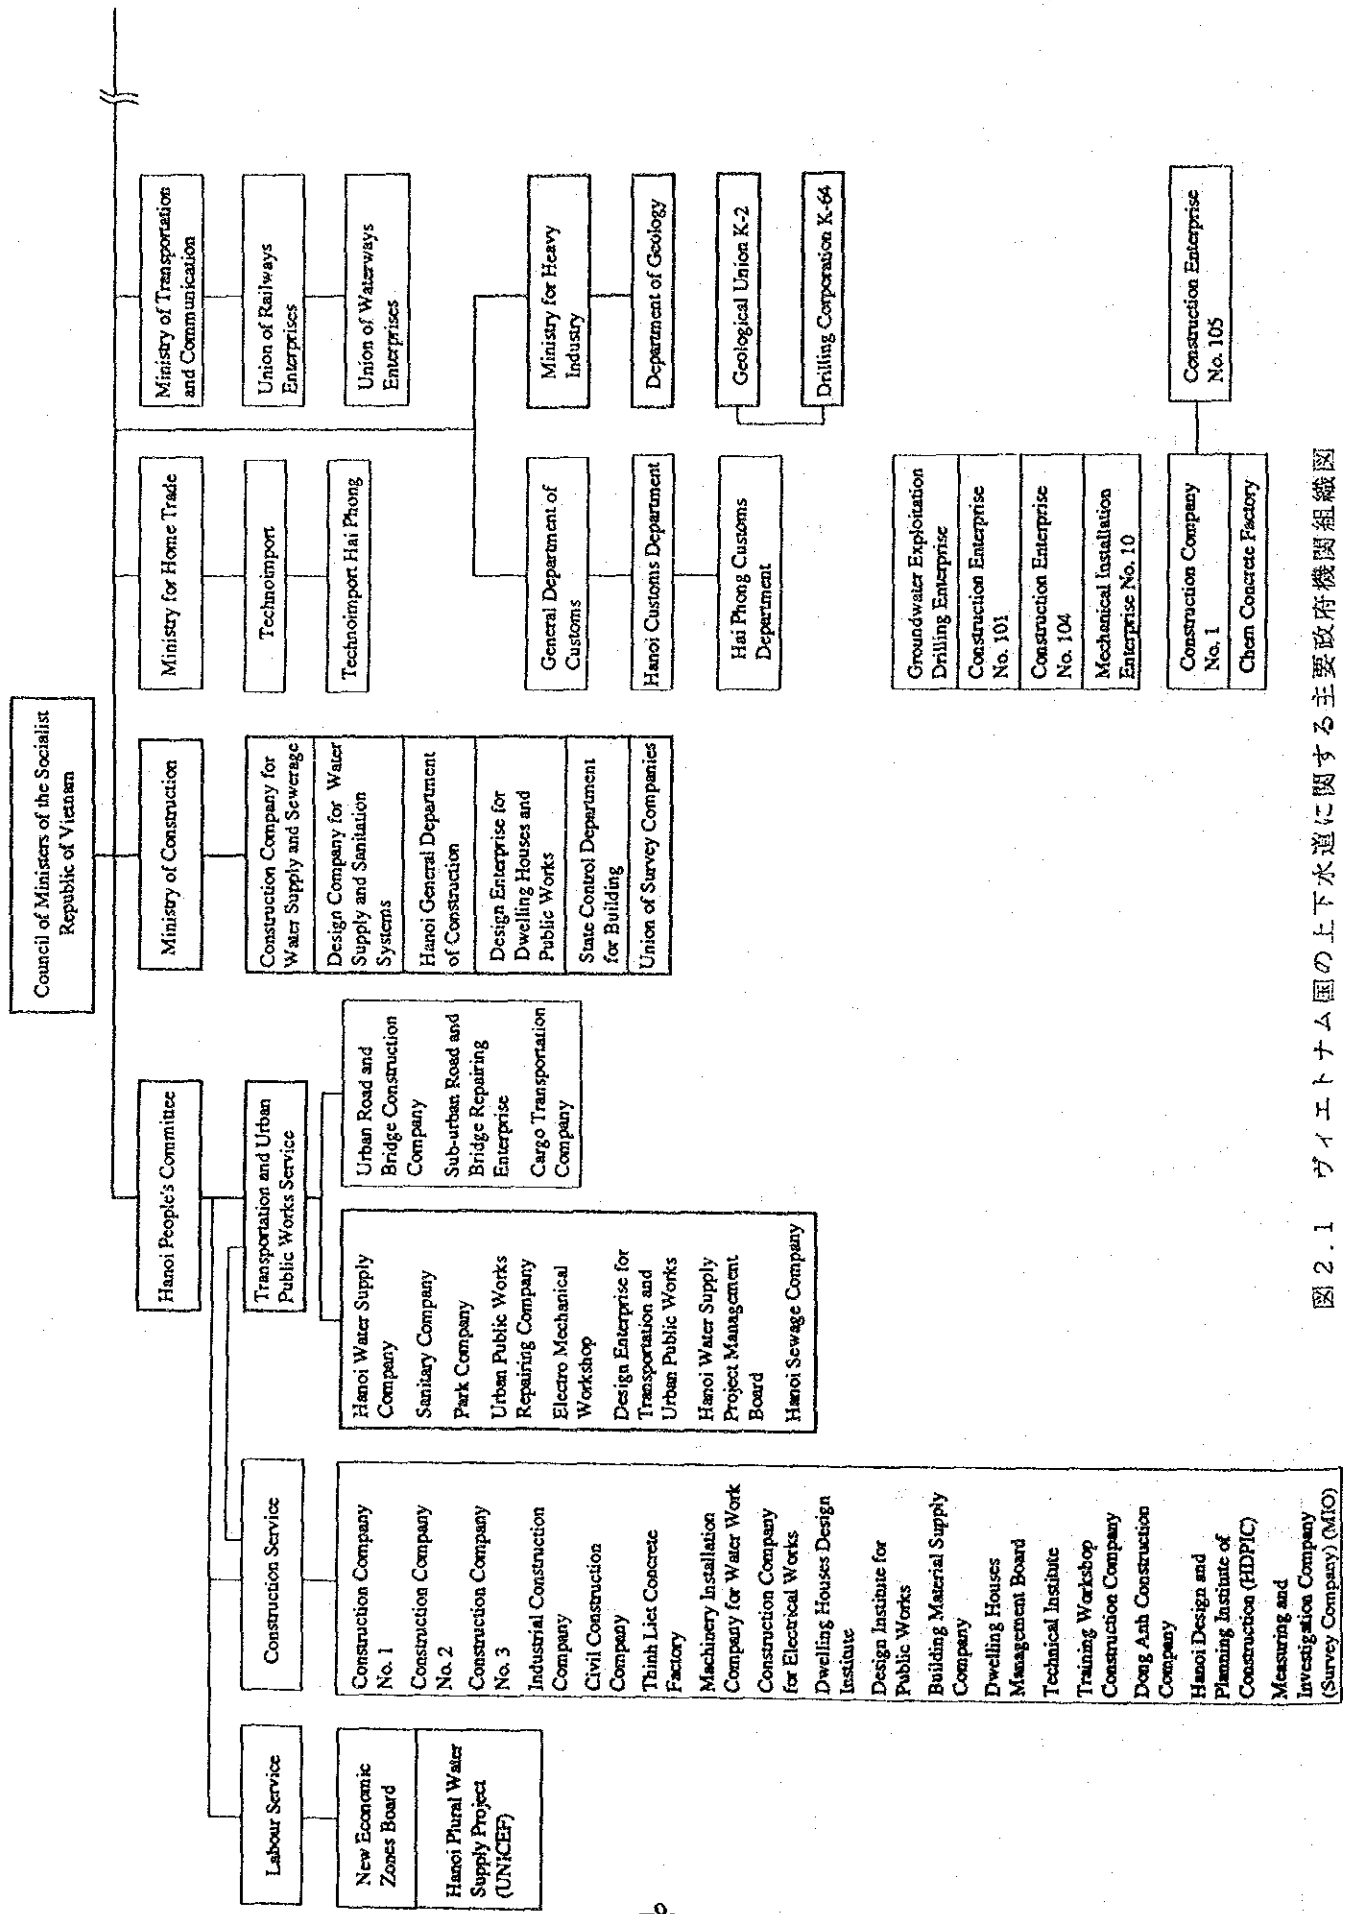 Council of Ministers of the Socialist
Republic of Vietnam
Hanoi People's Committee
Ministry of Construction
Ministry for Home Trade
Ministry of Transportation
and Communication
Labour Service
Construction Service
Transportation and Urban
Public Works Service
New Economic
Zones Board
Hanoi Plural Water
Supply Project
(UNICEF)
Construction Company
No. 1
Construction Company
No. 2
Construction Company
No. 3
Industrial Construction
Company
Civil Construction
Company
Thinh Liet Concrete
Factory
Machinery Installation
Company for Water Work
Construction Company
for Electrical Works
Dwelling Houses Design
Institute
Design Institute for
Public Works
Building Material Supply
Company
Dwelling Houses
Management Board
Technical Institute
Training Workshop
Construction Company
Dong Anh Construction
Company
Hanoi Design and
Planning Institute of
Construction (HDPIC)
Measuring and
Investigation Company
(Survey Company) (MIO)
Hanoi Water Supply
Company
Sanitary Company
Park Company
Urban Public Works
Repairing Company
Electro Mechanical
Workshop
Design Enterprise for
Transportation and
Urban Public Works
Hanoi Water Supply
Project Management
Board
Hanoi Sewage Company
Urban Road and
Bridge Construction
Company
Sub-urban Road and
Bridge Repairing
Enterprise
Cargo Transportation
Company
Construction Company for
Water Supply and Sewerage
Design Company for Water
Supply and Sanitation
Systems
Hanoi General Department
of Construction
Design Enterprise for
Dwelling Houses and
Public Works
State Control Department
for Building
Union of Survey Companies
Technoimport
Technoimport Hai Phong
Union of Railways
Enterprises
Union of Waterways
Enterprises
General Department of
Customs
Hanoi Customs Department
Hai Phong Customs
Department
Ministry for Heavy
Industry
Department of Geology
Geological Union K-2
Drilling Corporation K-64
Groundwater Exploitation
Drilling Enterprise
Construction Enterprise
No. 101
Construction Enterprise
No. 104
Mechanical Installation
Enterprise No. 10
Construction Company
No. 1
Chem Concrete Factory
Construction Enterprise
No. 105
図2.1 ヴィエトナム国の上下水道に関する主要政府機関組織図